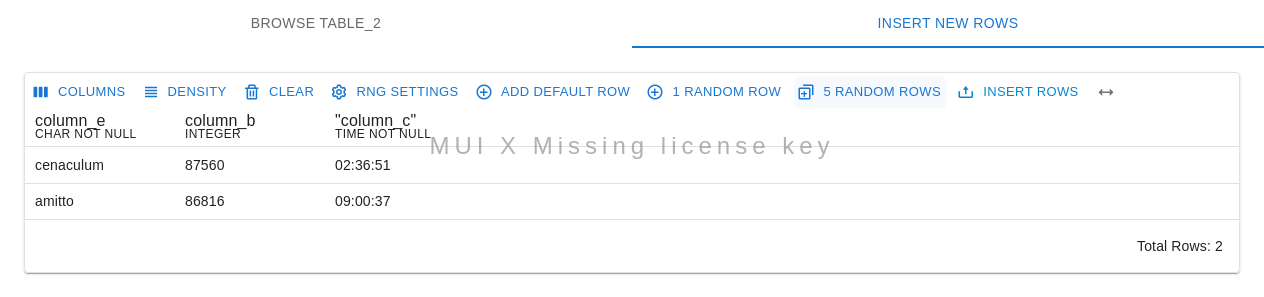 BROWSE TABLE_2 INSERT NEW ROWS
COLUMNS DENSITY CLEAR RNG SETTINGS ADD DEFAULT ROW 1 RANDOM ROW 5 RANDOM ROWS INSERT ROWS
column_e column_b "column_c"
CHAR NOT NULL INTEGER TIME NOT NULL
MUI X Missing license key
cenaculum 87560 02:36:51
amitto 86816 09:00:37
Total Rows: 2